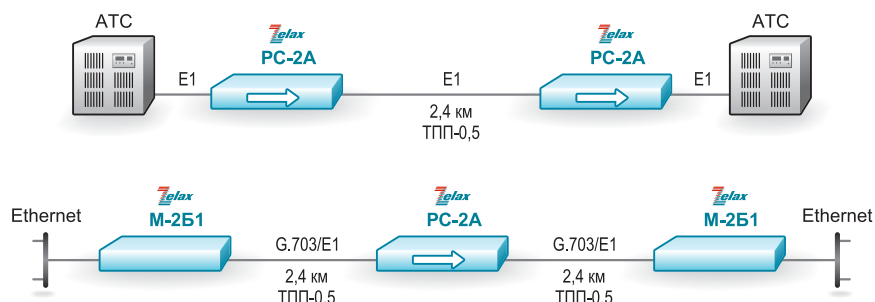 АТС
Zelax
РС-2А
E1
E1
2,4 км
ТПП-0,5
Zelax
РС-2А
E1
АТС
Ethernet
Zelax
М-2Б1
G.703/E1
2,4 км
ТПП-0,5
Zelax
РС-2А
G.703/E1
2,4 км
ТПП-0,5
Zelax
М-2Б1
Ethernet